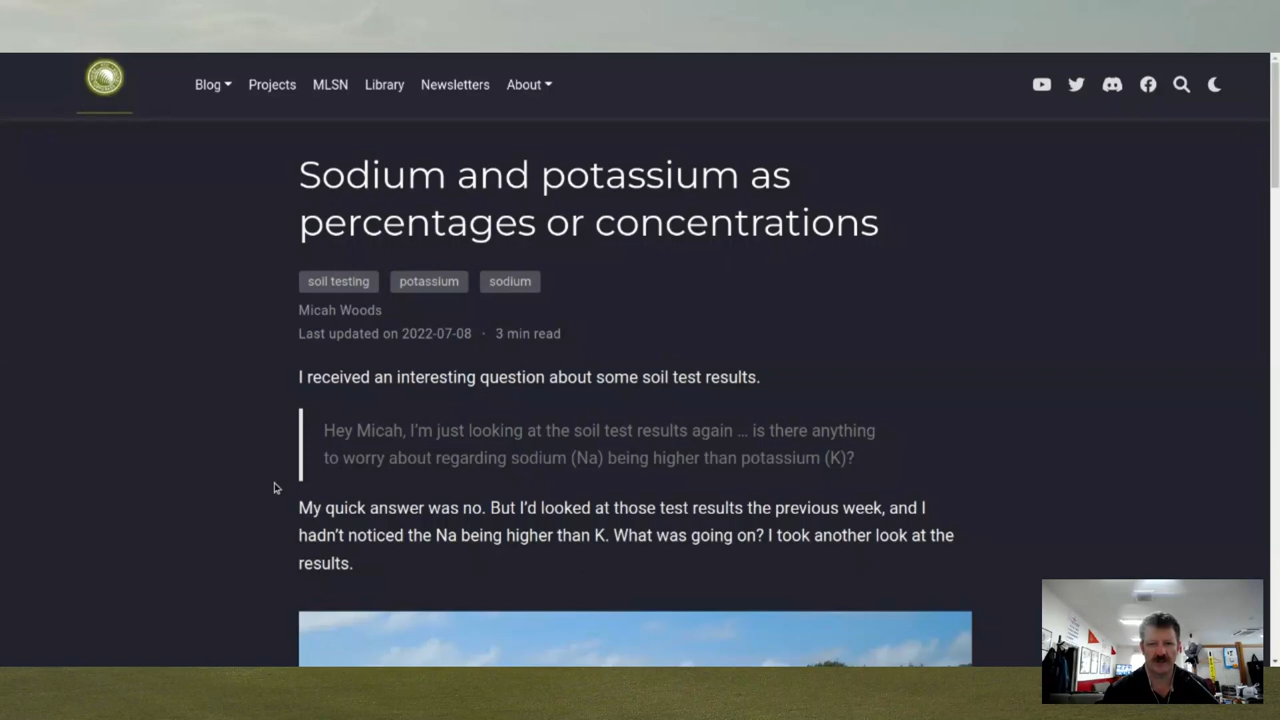 Blog Projects MLSN Library Newsletters About
Sodium and potassium as
percentages or concentrations
soil testing potassium sodium
Micah Woods
Last updated on 2022-07-08 · 3 min read
I received an interesting question about some soil test results.
Hey Micah, I'm just looking at the soil test results again … is there anything
to worry about regarding sodium (Na) being higher than potassium (K)?
My quick answer was no. But I'd looked at those test results the previous week, and I
hadn't noticed the Na being higher than K. What was going on? I took another look at the
results.